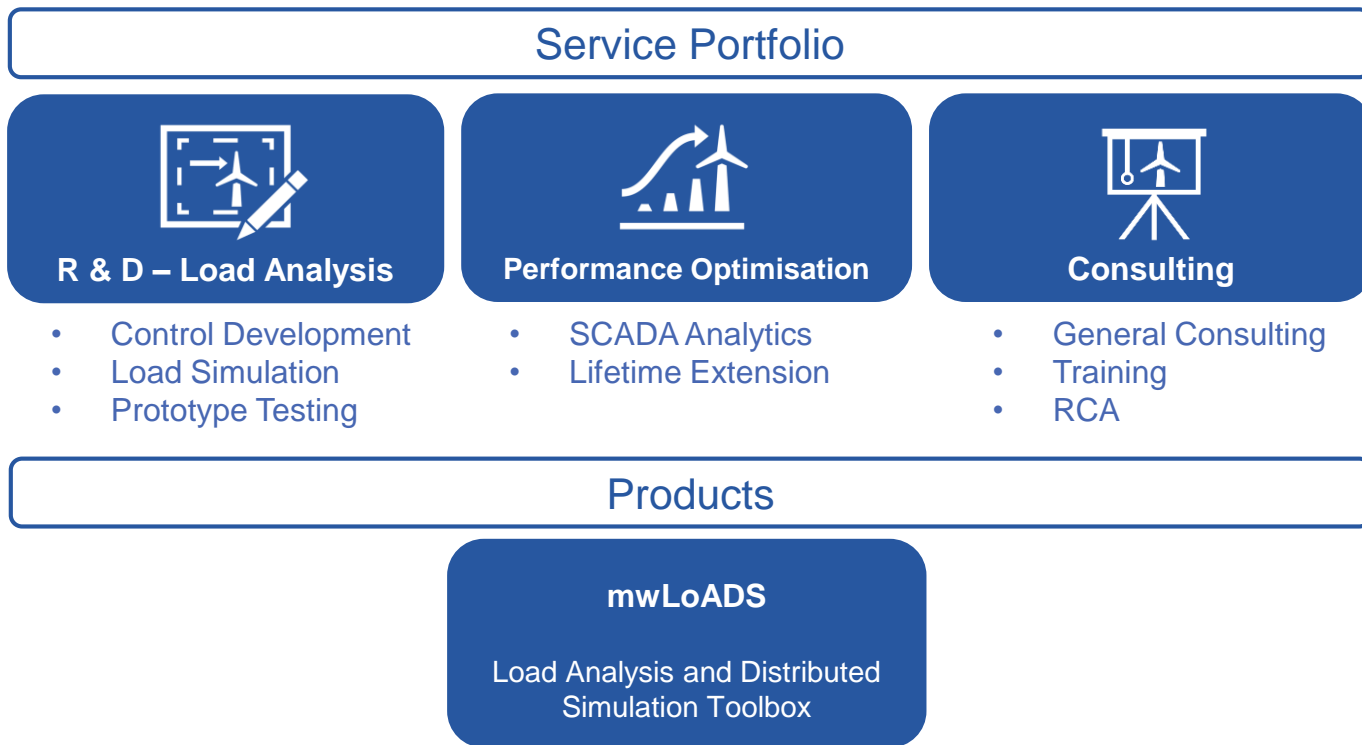 Service Portfolio
R & D – Load Analysis
Performance Optimisation
Consulting
• Control Development
• Load Simulation
• Prototype Testing
• SCADA Analytics
• Lifetime Extension
• General Consulting
• Training
• RCA
Products
mwLoADS
Load Analysis and Distributed
Simulation Toolbox